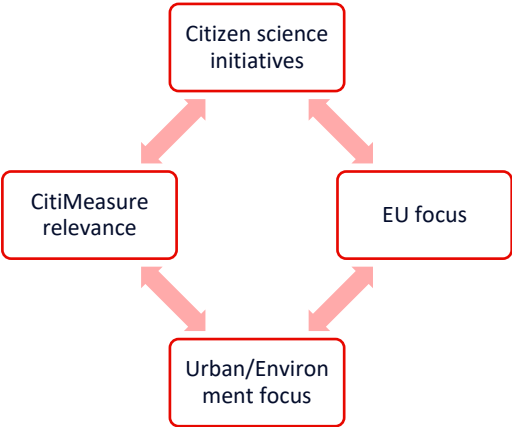 Citizen science
initiatives
CitiMeasure
relevance
EU focus
Urban/Environ
ment focus